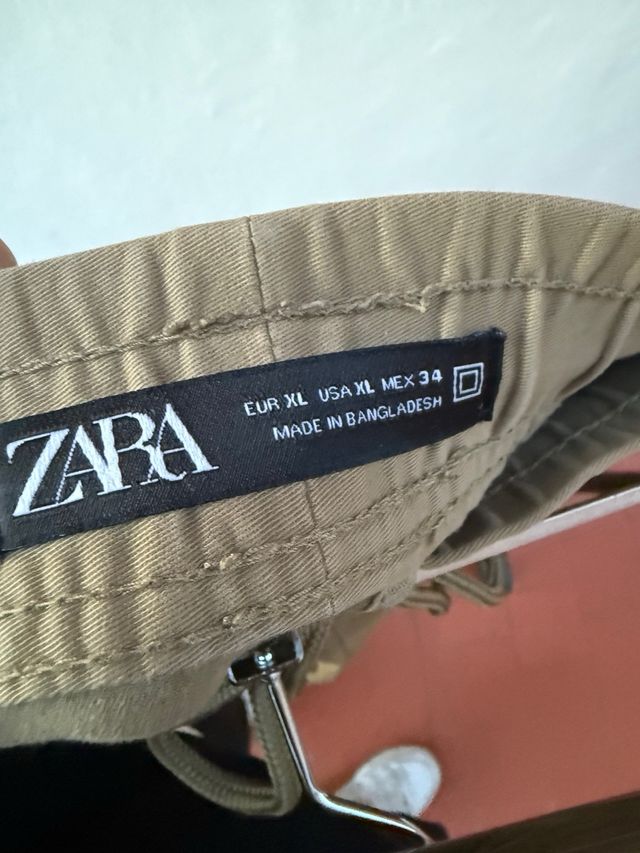 ZARA
EUR XL USA XL MEX 34
MADE IN BANGLADESH